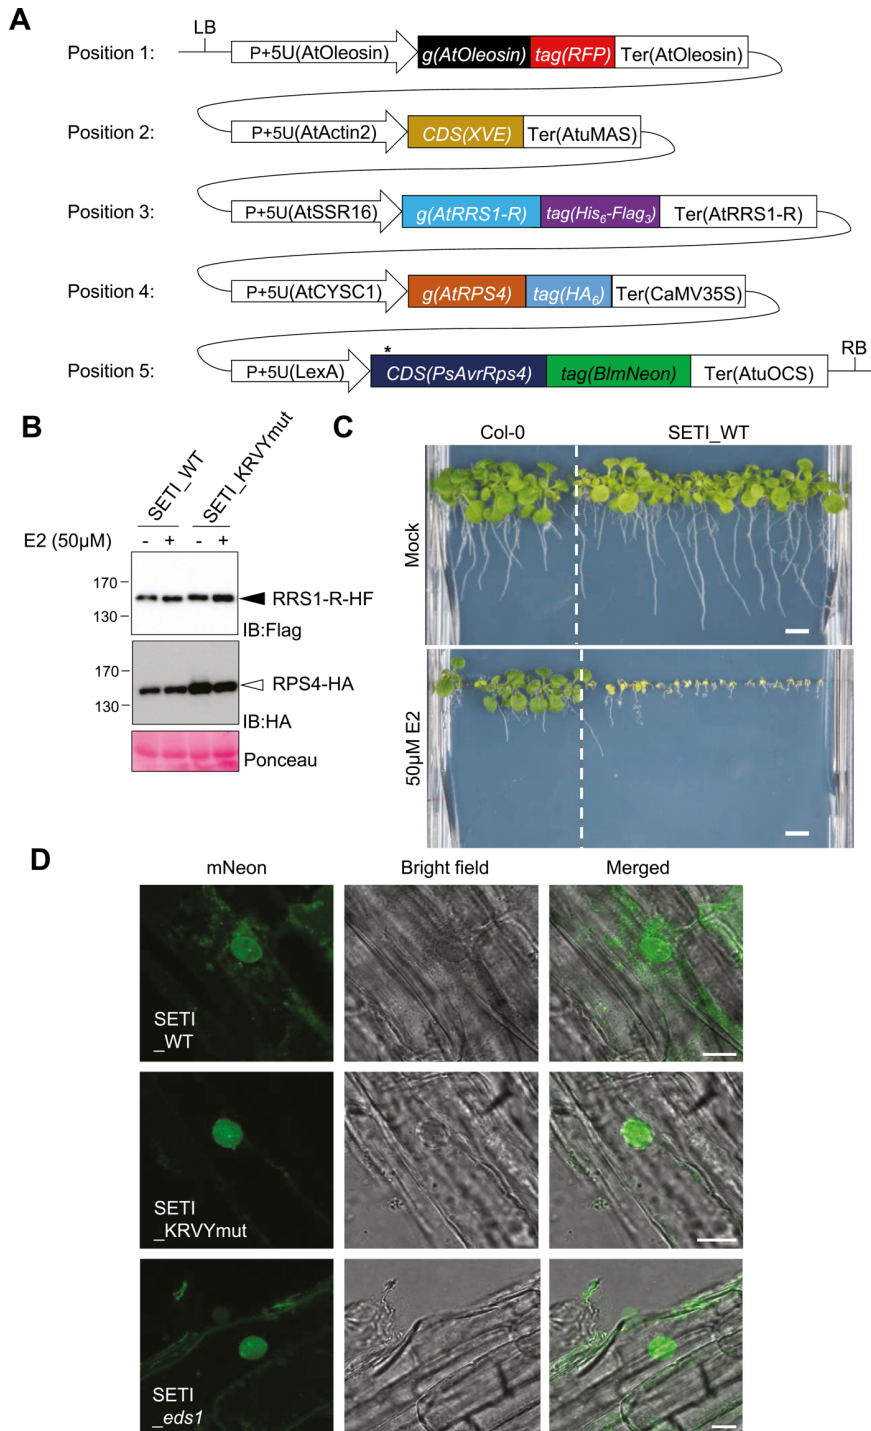 A
LB
Position 1: P+5U(AtOleosin) g(AtOleosin) tag(RFP) Ter(AtOleosin)
Position 2: P+5U(AtActin2) CDS(XVE) Ter(AtuMAS)
Position 3: P+5U(AtSSR16) g(AtRRS1-R) tag(His6-Flag3) Ter(AtRRS1-R)
Position 4: P+5U(AtCYSC1) g(AtRPS4) tag(HA6) Ter(CaMV35S)
RB
*
Position 5: P+5U(LexA) CDS(PsAvrRps4) tag(BlmNeon) Ter(AtuOCS)
B
SETI_WT
SETI_KRVYmut
E2 (50μM) - + - +
170
130
RRS1-R-HF
IB:Flag
170
130
RPS4-HA
IB:HA
Ponceau
C
Col-0 SETI_WT
Mock
50μM E2
D
mNeon Bright field Merged
SETI
_WT
SETI
_KRVYmut
SETI
_eds1